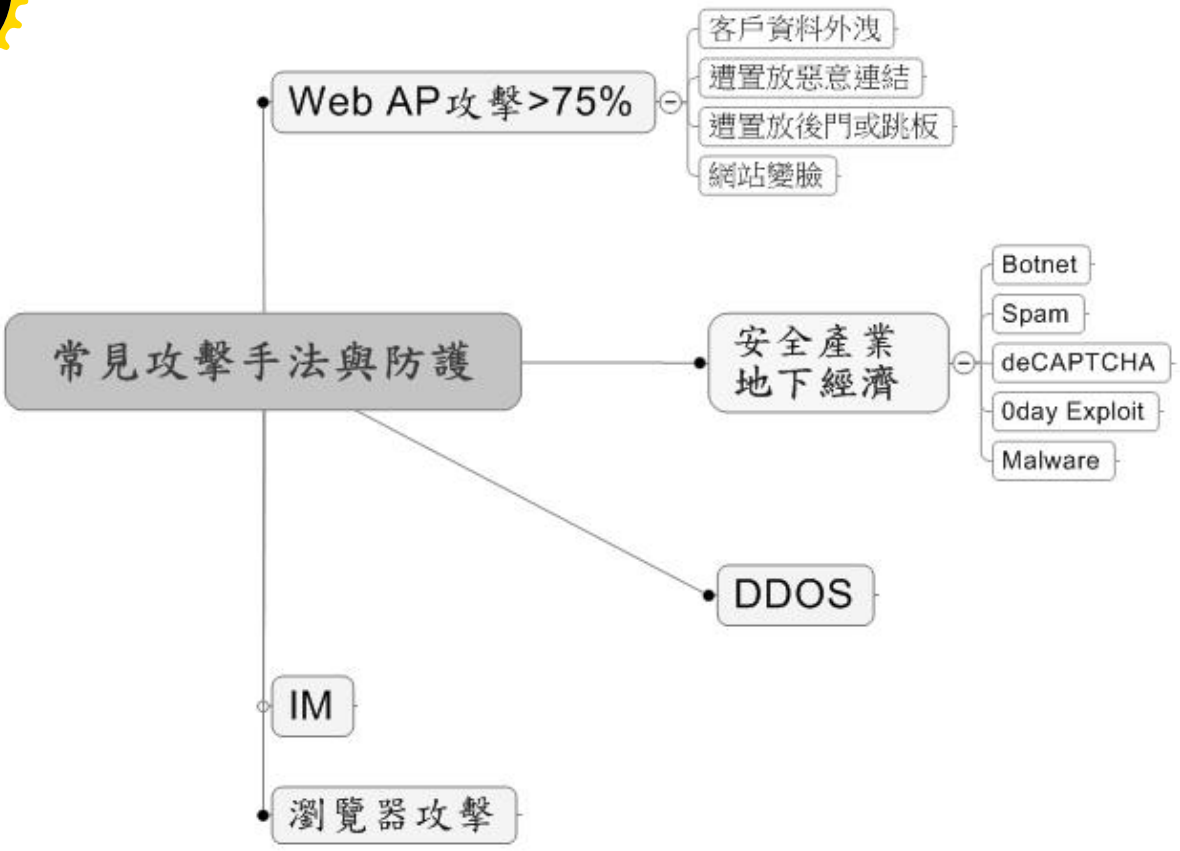 Web AP攻擊>75%
客戶資料外洩
遭置放惡意連結
遭置放後門或跳板
網站變臉
常見攻擊手法與防護
安全產業
地下經濟
Botnet
Spam
deCAPTCHA
0day Exploit
Malware
DDOS
IM
瀏覽器攻擊